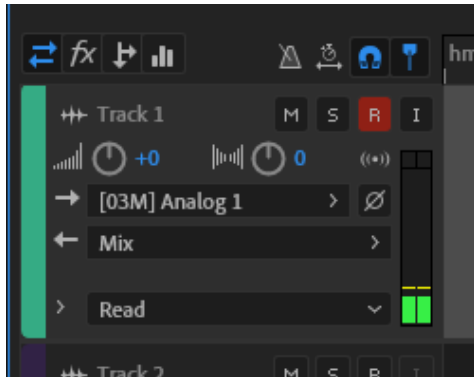 fx
hm
Track 1 M S R I
+0 0
[03M] Analog 1
Mix
Read
Track 2 M S R I